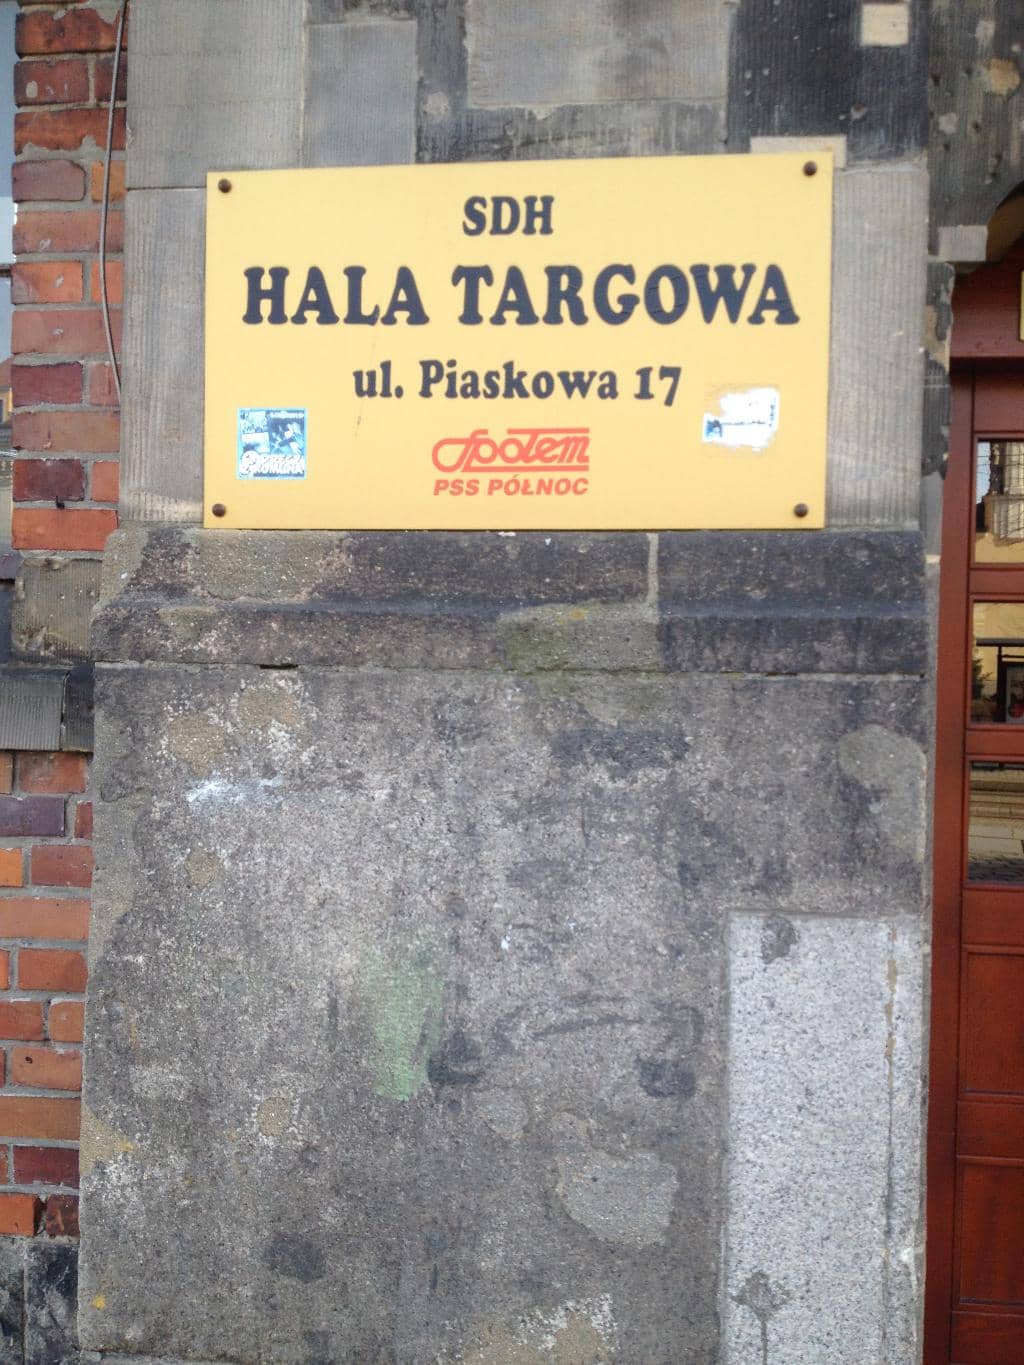 SDH
HALA TARGOWA
ul. Piaskowa 17
Społem
PSS PÓŁNOC